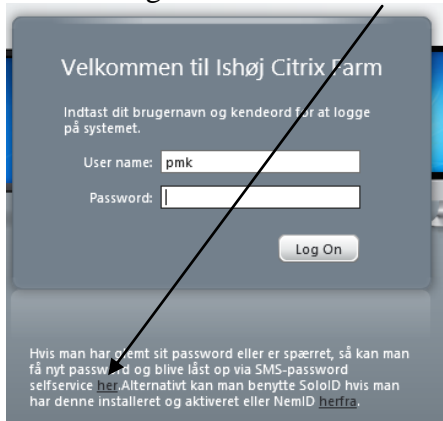 Velkommen til Ishøj Citrix Farm
Indtast dit brugernavn og kendeord for at logge
på systemet.
User name: pmk
Password:
Log On
Hvis man har glemt sit password eller er spærret, så kan man
få nyt password og blive låst op via SMS-password
selfservice her.Alternativt kan man benytte SoloID hvis man
har denne installeret og aktiveret eller NemID herfra.